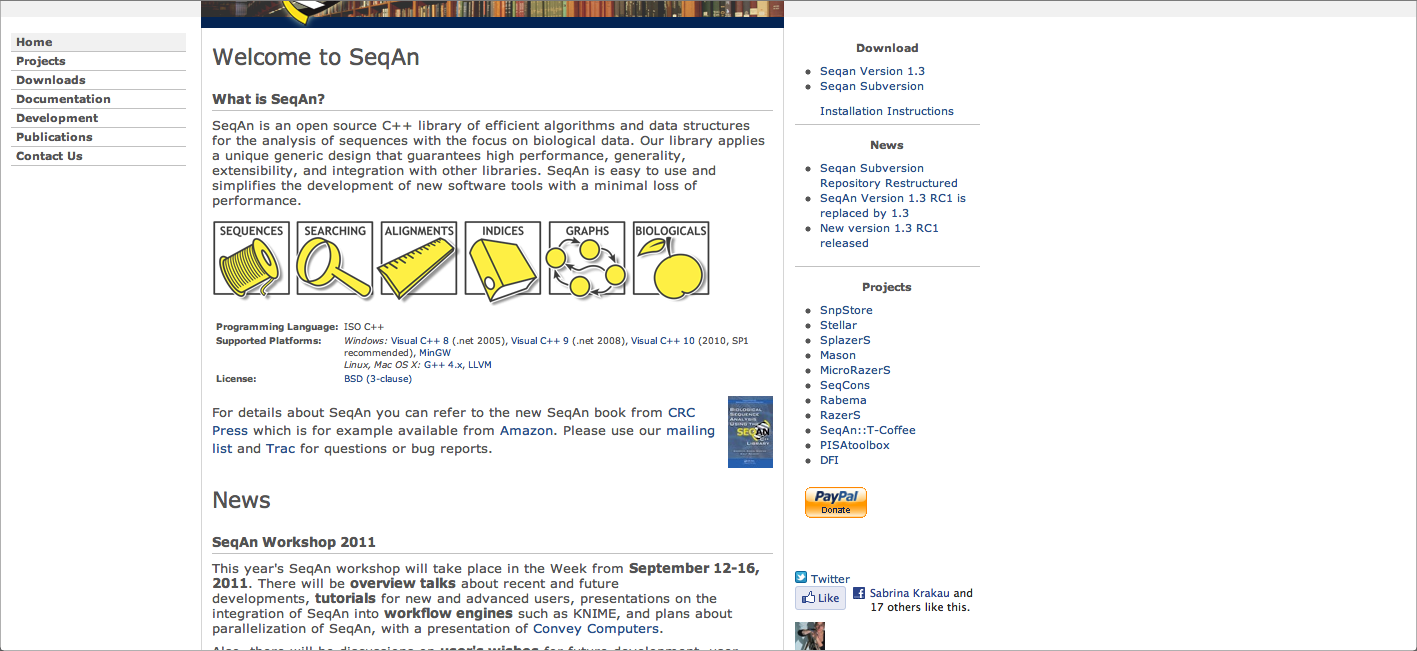 Home
Projects
Downloads
Documentation
Development
Publications
Contact Us
Welcome to SeqAn
What is SeqAn?
SeqAn is an open source C++ library of efficient algorithms and data structures
for the analysis of sequences with the focus on biological data. Our library applies
a unique generic design that guarantees high performance, generality,
extensibility, and integration with other libraries. SeqAn is easy to use and
simplifies the development of new software tools with a minimal loss of
performance.
SEQUENCES SEARCHING ALIGNMENTS INDICES GRAPHS BIOLOGICALS
Programming Language: ISO C++
Supported Platforms: Windows: Visual C++ 8 (.net 2005), Visual C++ 9 (.net 2008), Visual C++ 10 (2010, SP1
recommended), MinGW
Linux, Mac OS X: G++ 4.x, LLVM
License: BSD (3-clause)
For details about SeqAn you can refer to the new SeqAn book from CRC
Press which is for example available from Amazon. Please use our mailing
list and Trac for questions or bug reports.
BIOLOGICAL
SEQUENCE
ANALYSIS
USING THE
SEQAN
C++
LIBRARY
News
SeqAn Workshop 2011
This year's SeqAn workshop will take place in the Week from September 12-16,
2011. There will be overview talks about recent and future
developments, tutorials for new and advanced users, presentations on the
integration of SeqAn into workflow engines such as KNIME, and plans about
parallelization of SeqAn, with a presentation of Convey Computers.
Also, there will be discussions on user's wishes for future development, user
Download
Seqan Version 1.3
Seqan Subversion
Installation Instructions
News
Seqan Subversion
Repository Restructured
SeqAn Version 1.3 RC1 is
replaced by 1.3
New version 1.3 RC1
released
Projects
SnpStore
Stellar
SplazerS
Mason
MicroRazerS
SeqCons
Rabema
RazerS
SeqAn::T-Coffee
PISAtoolbox
DFI
PayPal
Donate
Twitter
Like
Sabrina Krakau and
17 others like this.